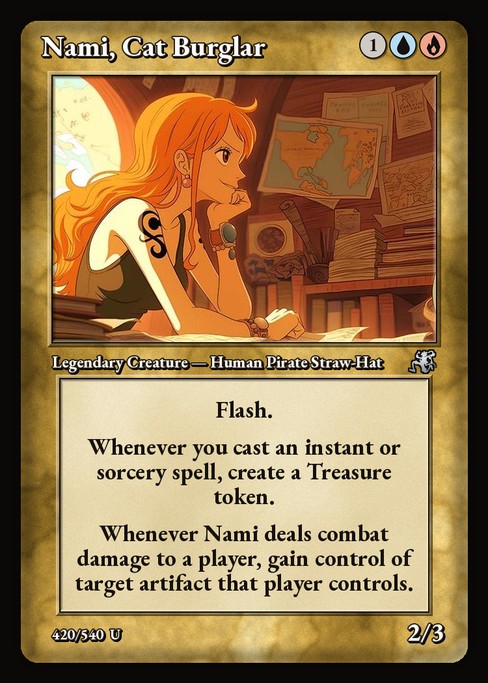 Nami, Cat Burglar
1
Legendary Creature — Human Pirate Straw-Hat
Flash.
Whenever you cast an instant or
sorcery spell, create a Treasure
token.
Whenever Nami deals combat
damage to a player, gain control of
target artifact that player controls.
420/540 U
2/3